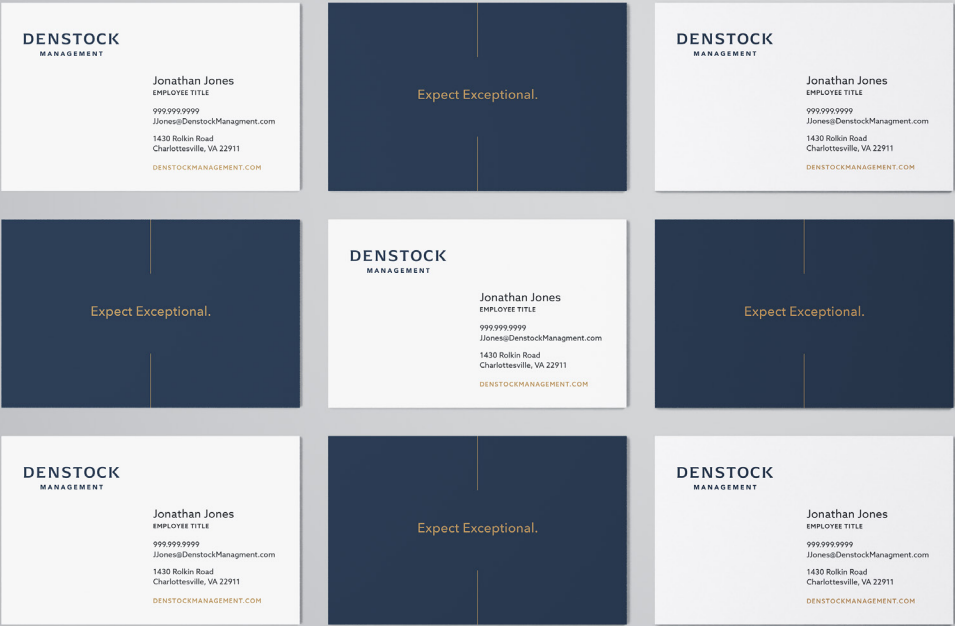 DENSTOCK
MANAGEMENT
Jonathan Jones
EMPLOYEE TITLE
999.999.9999
JJones@DenstockManagment.com
1430 Rolkin Road
Charlottesville, VA 22911
DENSTOCKMANAGEMENT.COM
Expect Exceptional.
DENSTOCK
MANAGEMENT
Jonathan Jones
EMPLOYEE TITLE
999.999.9999
JJones@DenstockManagment.com
1430 Rolkin Road
Charlottesville, VA 22911
DENSTOCKMANAGEMENT.COM
Expect Exceptional.
DENSTOCK
MANAGEMENT
Jonathan Jones
EMPLOYEE TITLE
999.999.9999
JJones@DenstockManagment.com
1430 Rolkin Road
Charlottesville, VA 22911
DENSTOCKMANAGEMENT.COM
Expect Exceptional.
DENSTOCK
MANAGEMENT
Jonathan Jones
EMPLOYEE TITLE
999.999.9999
JJones@DenstockManagment.com
1430 Rolkin Road
Charlottesville, VA 22911
DENSTOCKMANAGEMENT.COM
Expect Exceptional.
DENSTOCK
MANAGEMENT
Jonathan Jones
EMPLOYEE TITLE
999.999.9999
JJones@DenstockManagment.com
1430 Rolkin Road
Charlottesville, VA 22911
DENSTOCKMANAGEMENT.COM